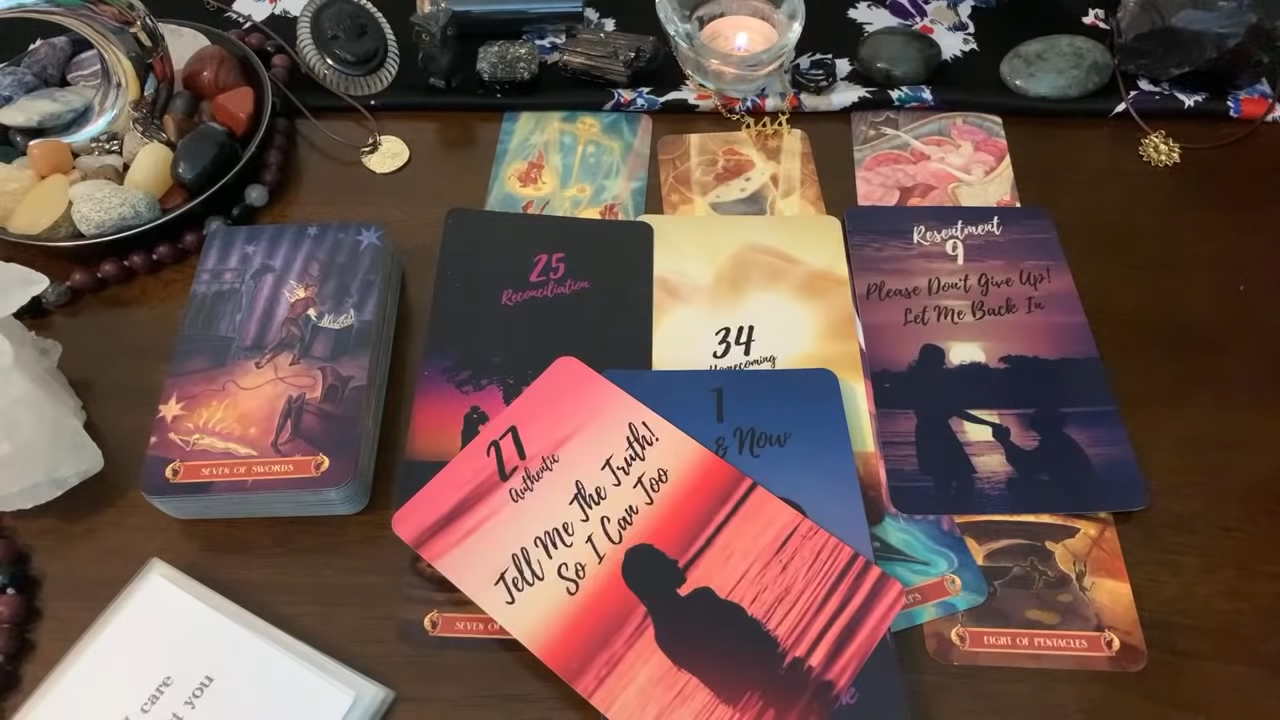 25
Reconciliation
34
Homecoming
Resentment
9
Please Don't Give Up!
Let Me Back In
1
& Now
27
Authentic
Tell Me The Truth!
So I Can Too
SEVEN OF SWORDS
SEVEN OF
EIGHT OF PENTACLES
care
you